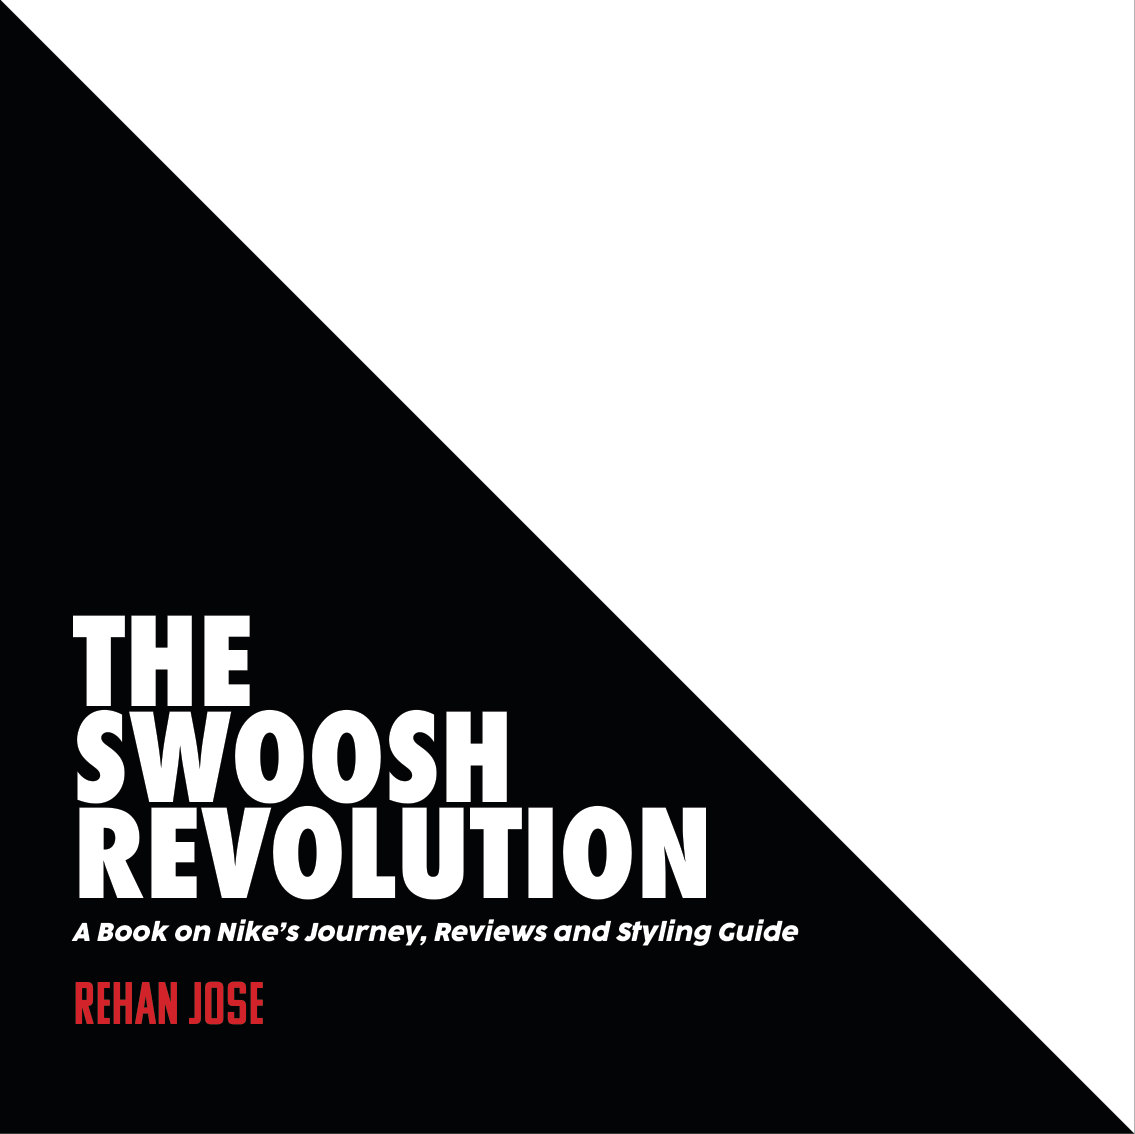 THE
SWOOSH
REVOLUTION
A Book on Nike’s Journey, Reviews and Styling Guide
REHAN JOSE